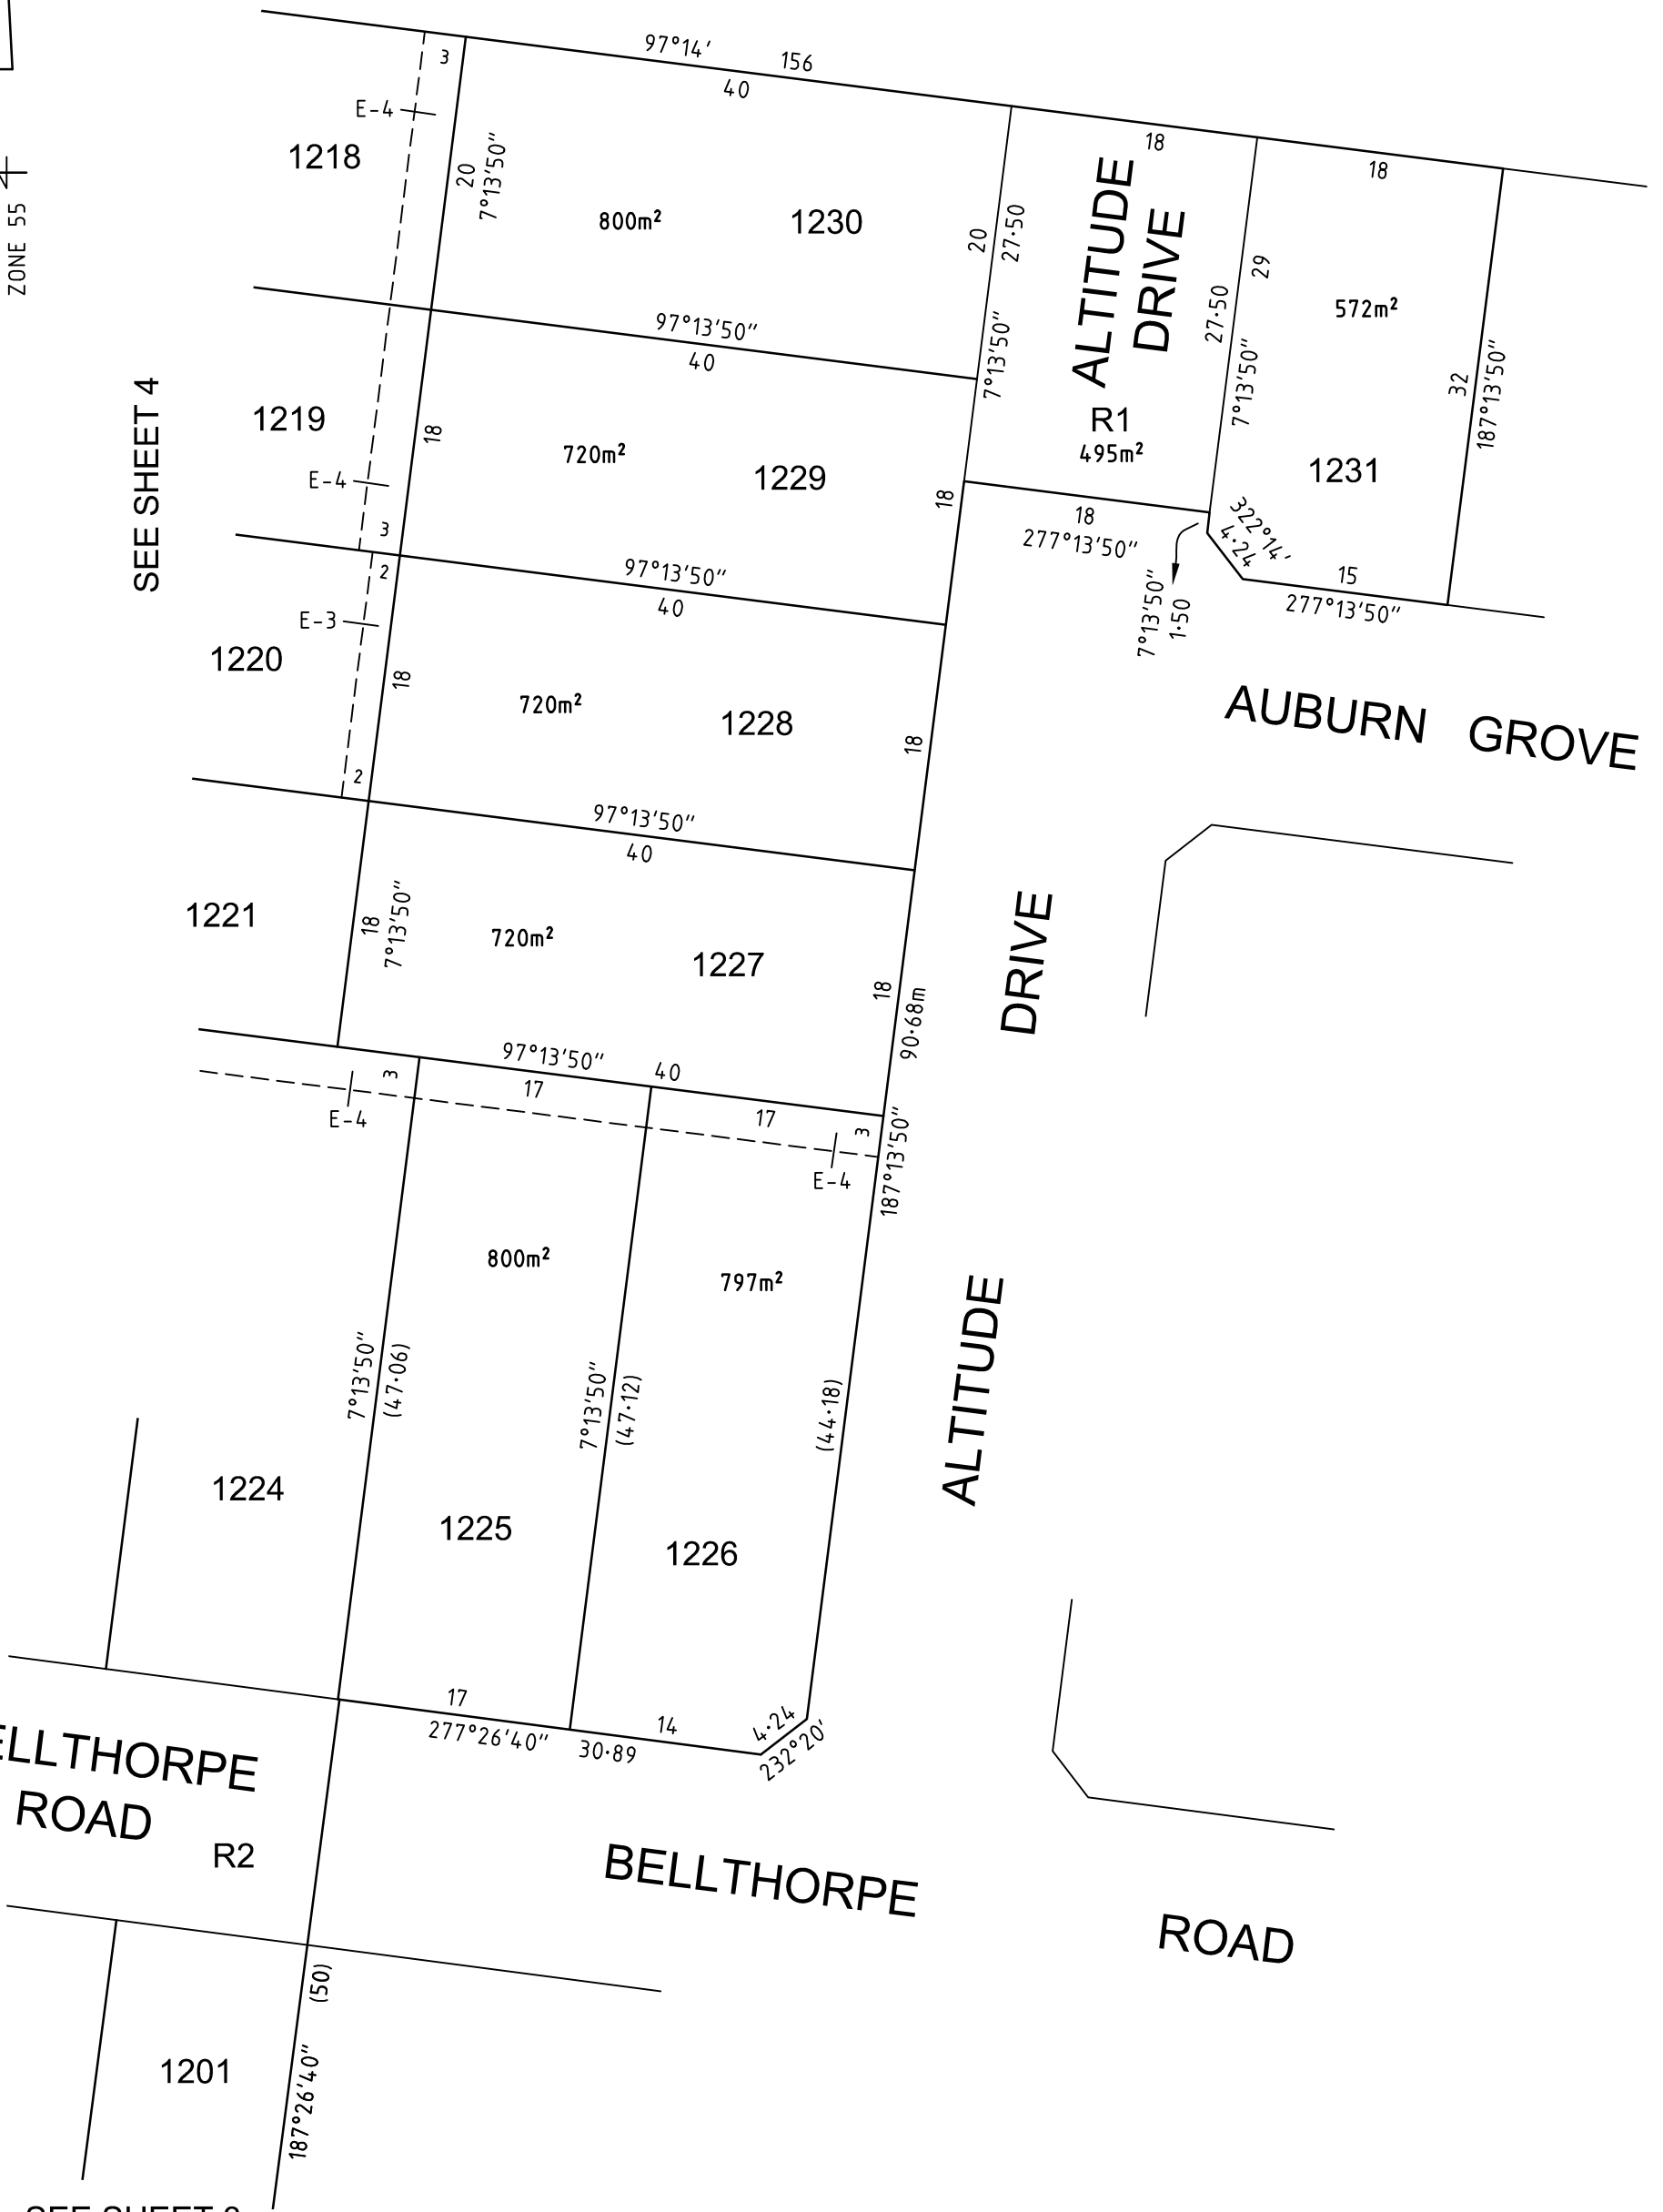 97°14'
156
40
3
E-4
1218
20
7°13'50"
800m²
1230
20
27·50
7°13'50"
18
ALTITUDE
DRIVE
R1
495m²
18
277°13'50"
27·50
29
7°13'50"
18
572m²
1231
32
187°13'50"
322°14'
4·24
15
277°13'50"
7°13'50"
1·50
ZONE 55
SEE SHEET 4
97°13'50"
40
1219
E-4
3
18
720m²
1229
18
97°13'50"
40
2
E-3
1220
18
720m²
1228
18
2
AUBURN GROVE
97°13'50"
40
1221
18
7°13'50"
720m²
1227
18
90·68m
DRIVE
97°13'50"
40
3
17
17
3
E-4
E-4
187°13'50"
800m²
797m²
7°13'50"
(47·06)
7°13'50"
(47·12)
(44·18)
ALTITUDE
1224
1225
1226
17
277°26'40"
14
30·89
4·24
232°20'
ELLTHORPE
ROAD
R2
BELLTHORPE ROAD
(50)
187°26'40"
1201